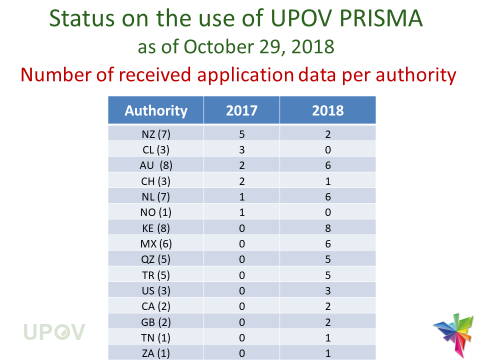 Status on the use of UPOV PRISMA
as of October 29, 2018
Number of received application data per authority
Authority 2017 2018
NZ (7) 5 2
CL (3) 3 0
AU (8) 2 6
CH (3) 2 1
NL (7) 1 6
NO (1) 1 0
KE (8) 0 8
MX (6) 0 6
QZ (5) 0 5
TR (5) 0 5
US (3) 0 3
CA (2) 0 2
GB (2) 0 2
TN (1) 0 1
ZA (1) 0 1
UPOV